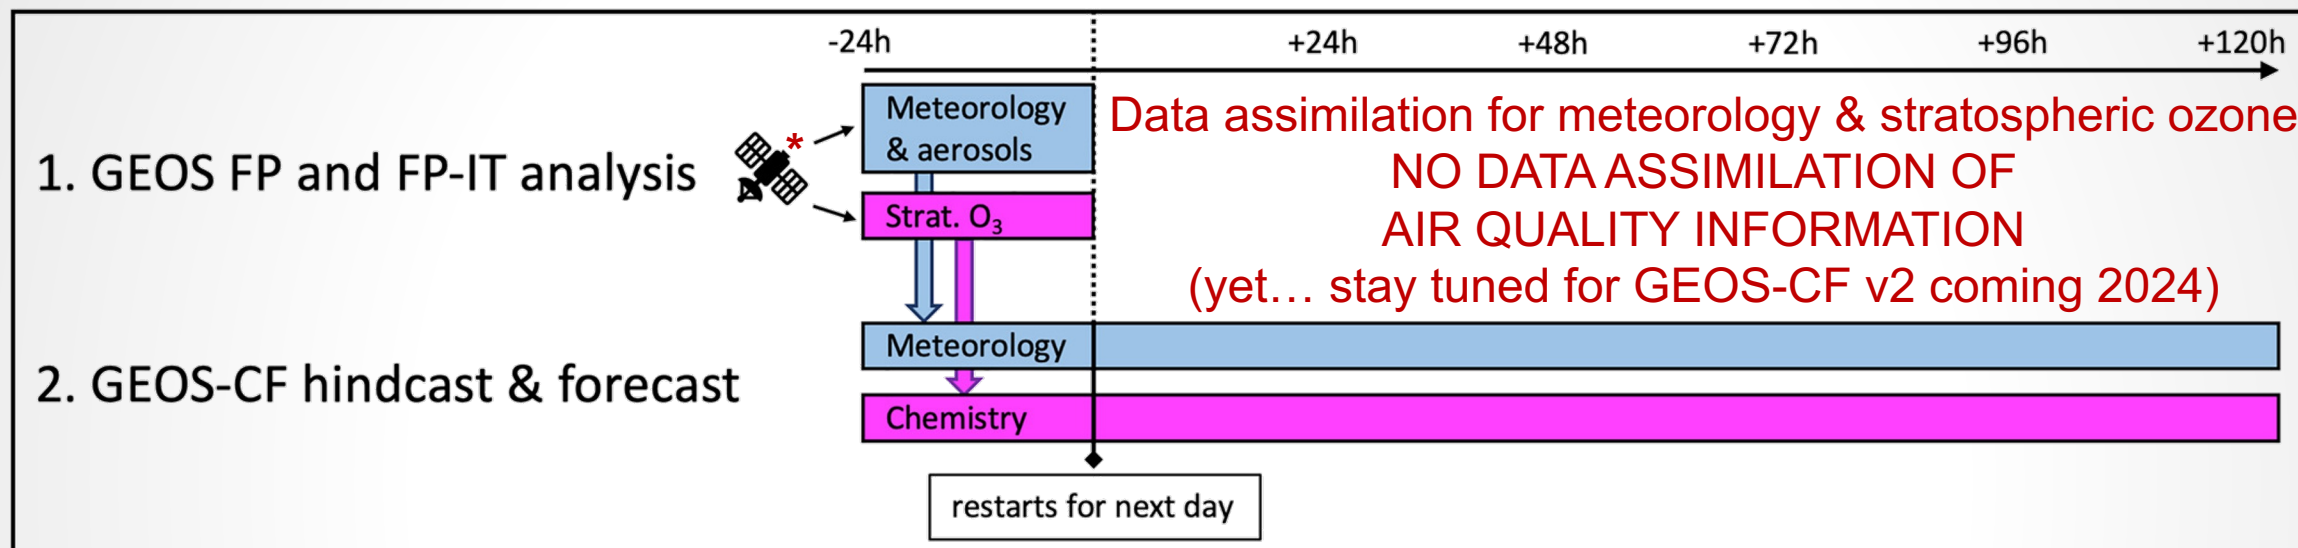 -24h +24h +48h +72h +96h +120h
1. GEOS FP and FP-IT analysis
*
Meteorology
& aerosols
Strat. O₃
Data assimilation for meteorology & stratospheric ozone
NO DATA ASSIMILATION OF
AIR QUALITY INFORMATION
(yet... stay tuned for GEOS-CF v2 coming 2024)
2. GEOS-CF hindcast & forecast
Meteorology
Chemistry
restarts for next day